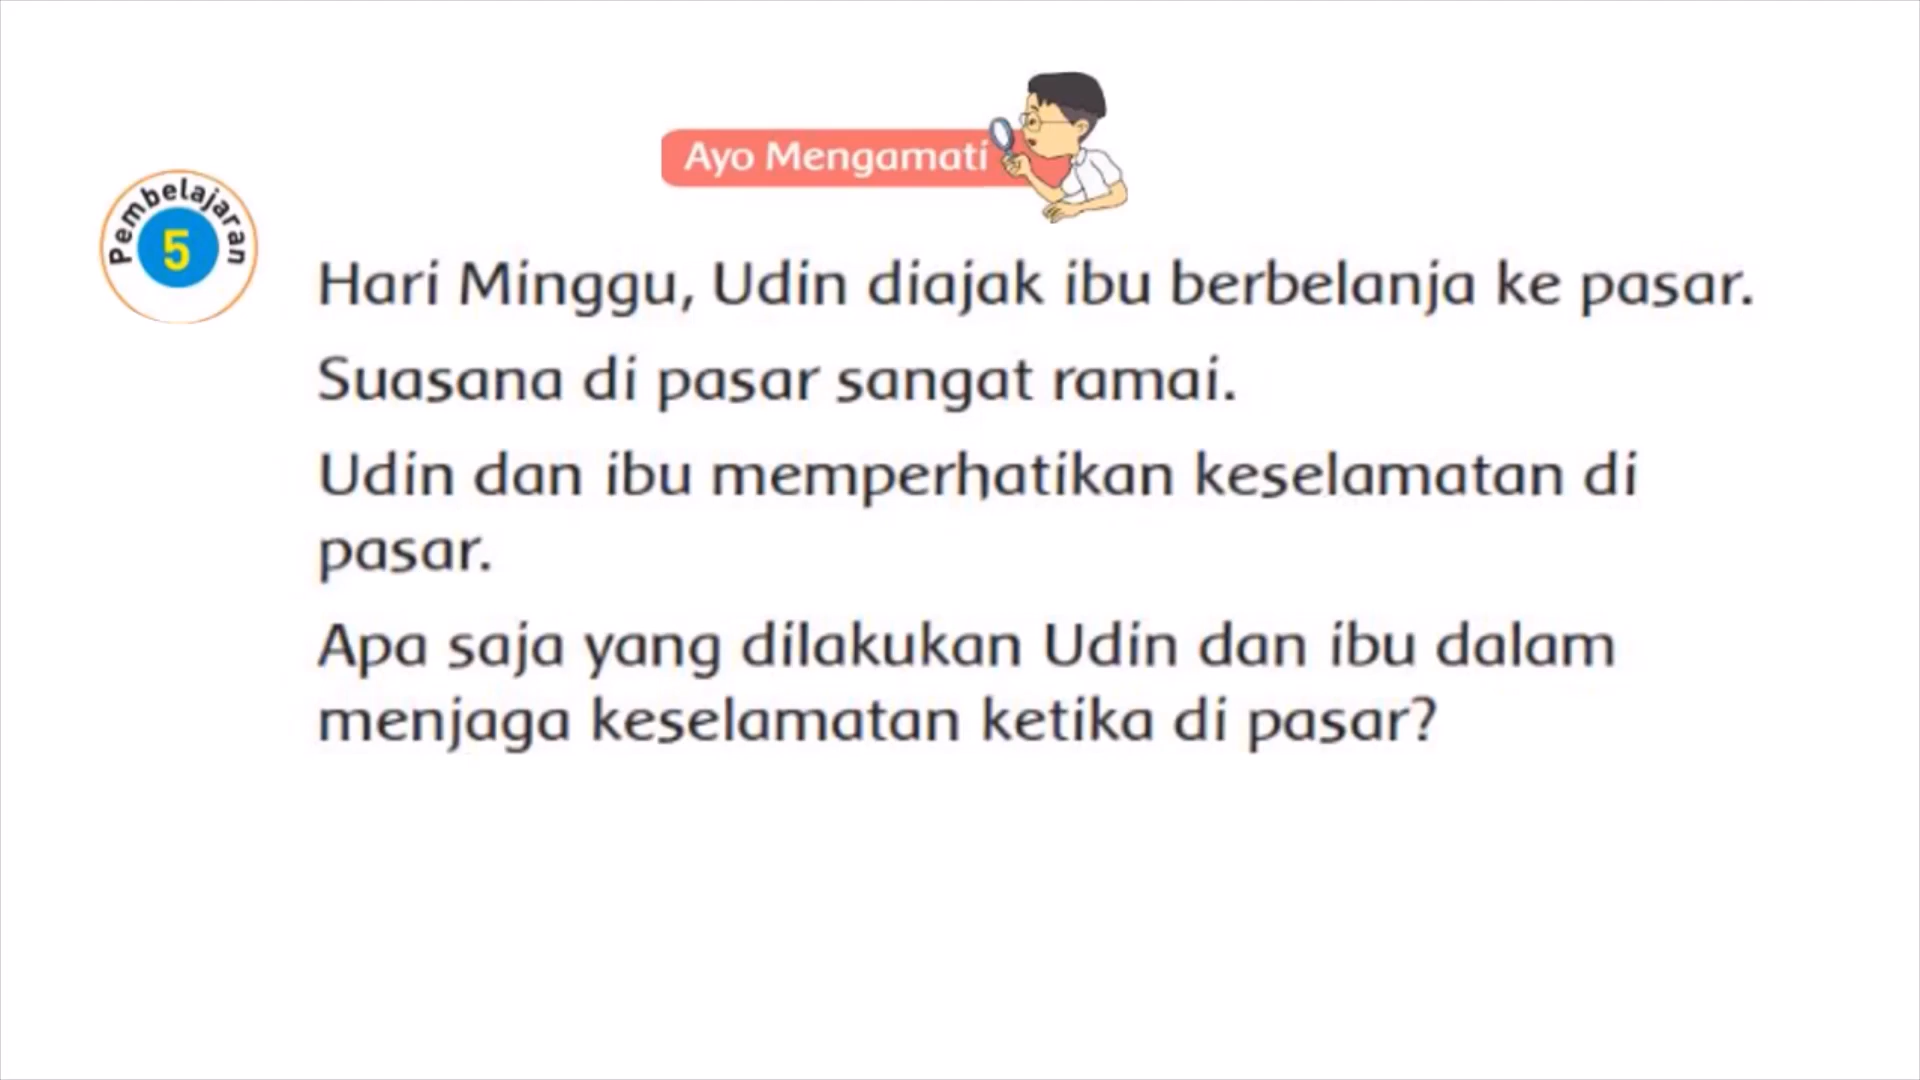 Ayo Mengamati
Pembelajaran
5
Hari Minggu, Udin diajak ibu berbelanja ke pasar.
Suasana di pasar sangat ramai.
Udin dan ibu memperhatikan keselamatan di
pasar.
Apa saja yang dilakukan Udin dan ibu dalam
menjaga keselamatan ketika di pasar?